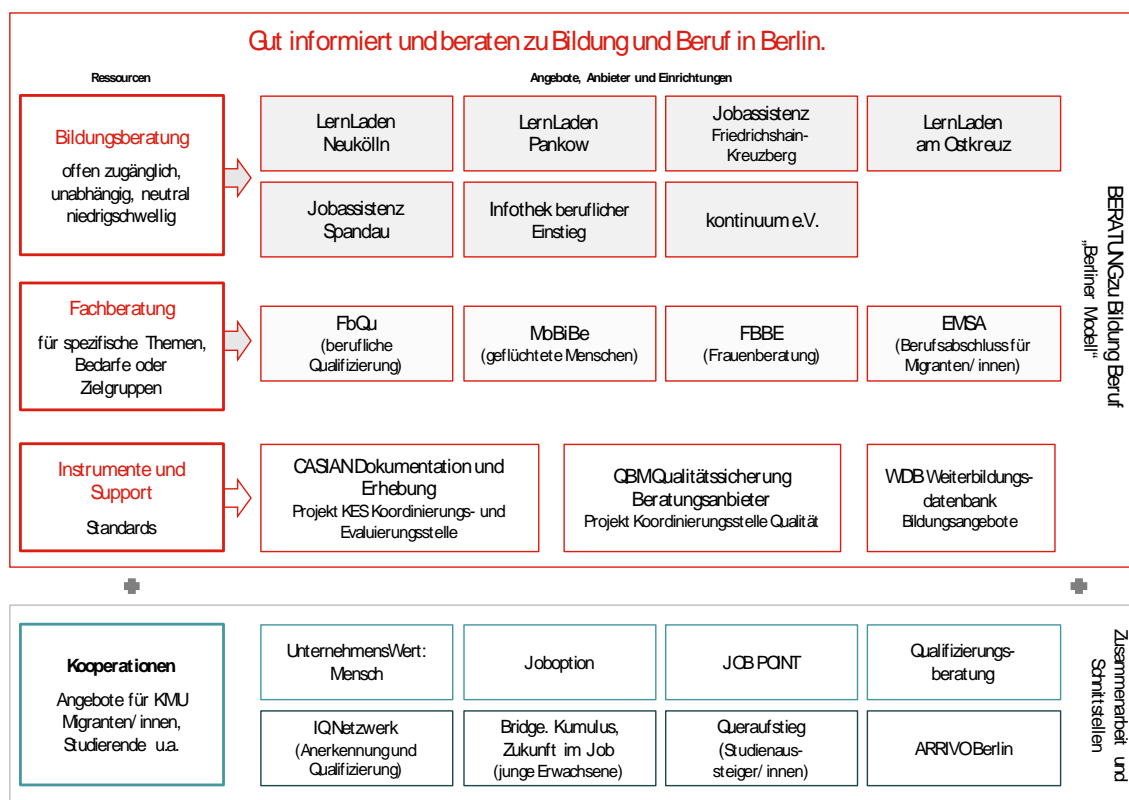 Gut informiert und beraten zu Bildung und Beruf in Berlin.
Ressourcen
Angebote, Anbieter und Einrichtungen
Bildungsberatung
offen zugänglich,
unabhängig, neutral
niedrigschwellig
LernLaden
Neukölln
LernLaden
Pankow
Jobassistenz
Friedrichshain-
Kreuzberg
LernLaden
am Ostkreuz
Jobassistenz
Spandau
Infothek beruflicher
Einstieg
kontinuum e.V.
Fachberatung
für spezifische Themen,
Bedarfe oder
Zielgruppen
FbQu
(berufliche
Qualifizierung)
MoBiBe
(geflüchtete Menschen)
FBBE
(Frauenberatung)
EMSA
(Berufsabschluss für
Migranten/innen)
Instrumente und
Support
Standards
CASIAN Dokumentation und
Erhebung
Projekt KES Koordinierungs- und
Evaluierungsstelle
QBM Qualitätssicherung
Beratungsanbieter
Projekt Koordinierungsstelle Qualität
WDB Weiterbildungs-
datenbank
Bildungsangebote
BERATUNG zu Bildung Beruf
„Berliner Modell“
Kooperationen
Angebote für KMU
Migranten/innen,
Studierende u.a.
UnternehmensWert:
Mensch
Joboption
JOB POINT
Qualifizierungs-
beratung
IQ Netzwerk
(Anerkennung und
Qualifizierung)
Bridge. Kumulus,
Zukunft im Job
(junge Erwachsene)
Queraufstieg
(Studienaus-
steiger/innen)
ARRIVO Berlin
Zusammenarbeit und
Schnittstellen